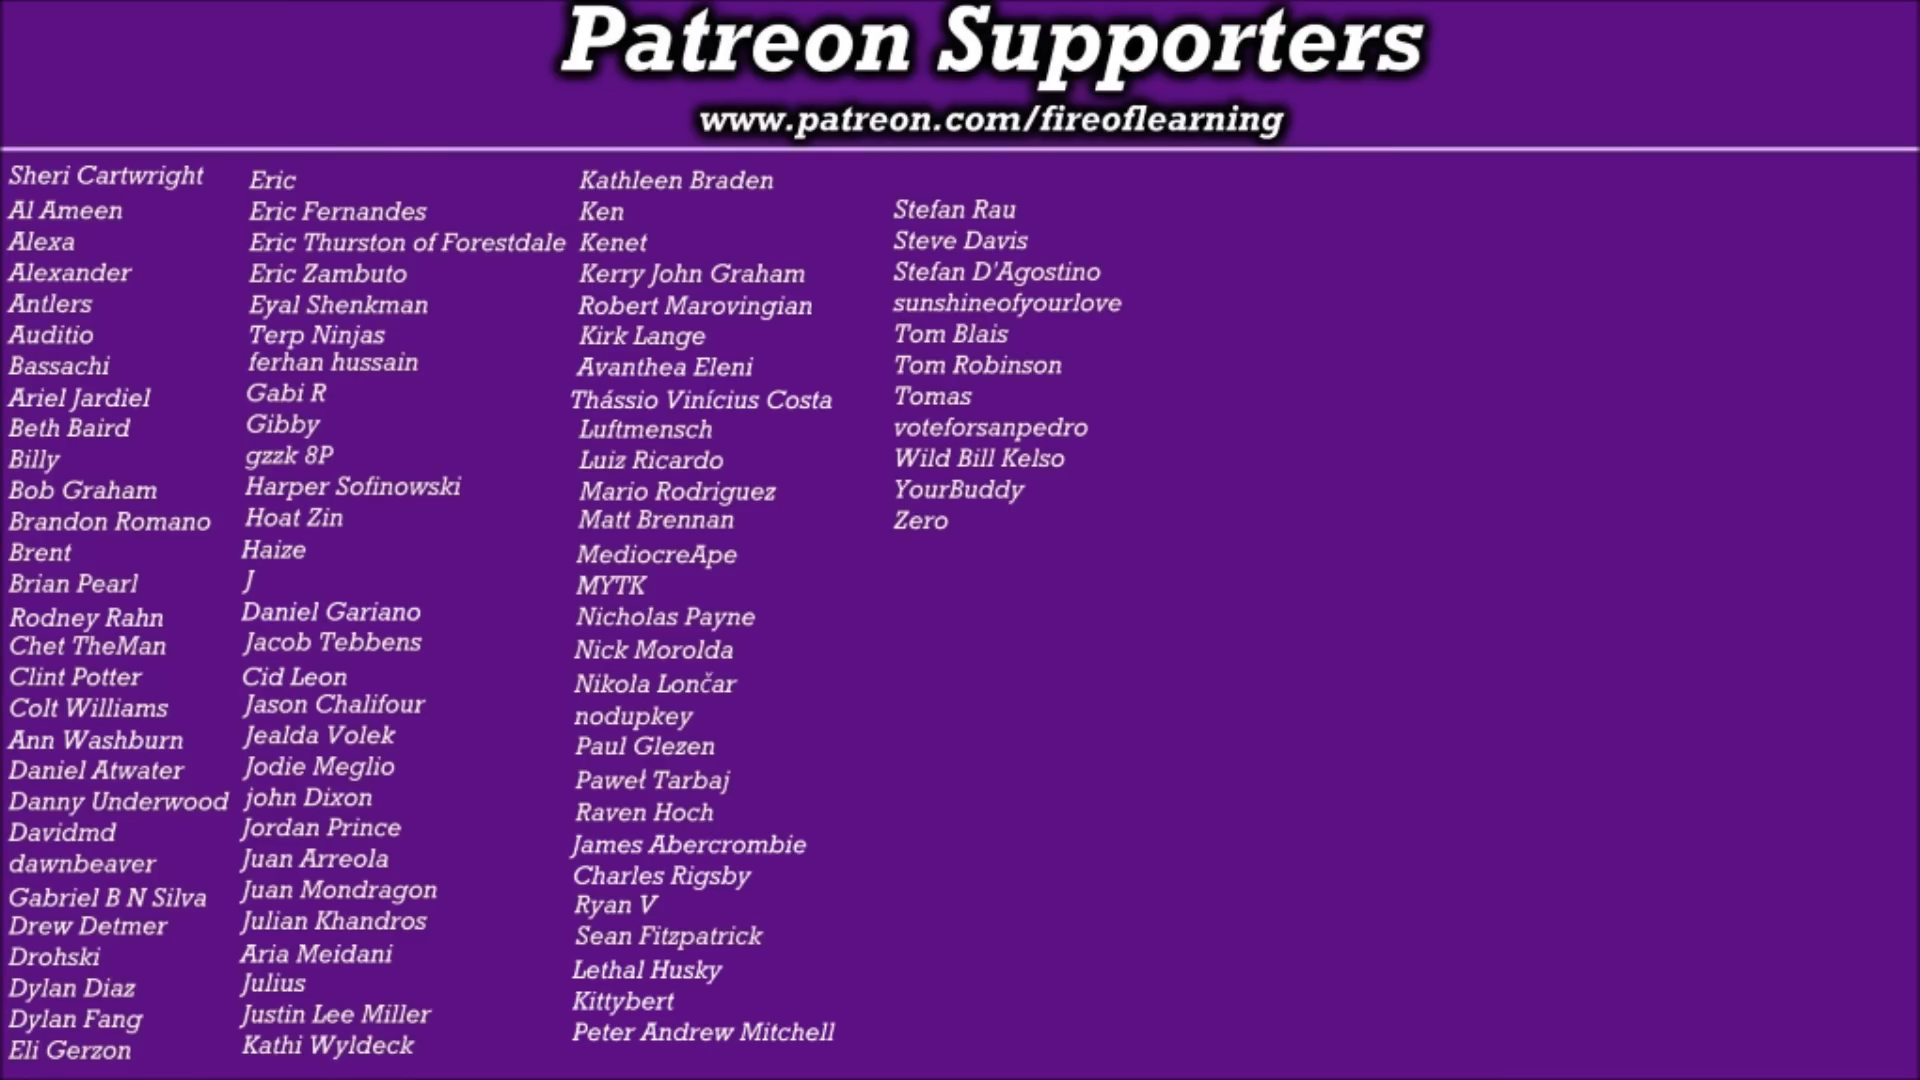 Patreon Supporters
www.patreon.com/fireoflearning
Sheri Cartwright
Al Ameen
Alexa
Alexander
Antlers
Auditio
Bassachi
Ariel Jardiel
Beth Baird
Billy
Bob Graham
Brandon Romano
Brent
Brian Pearl
Rodney Rahn
Chet TheMan
Clint Potter
Colt Williams
Ann Washburn
Daniel Atwater
Danny Underwood
Davidmd
dawnbeaver
Gabriel B N Silva
Drew Detmer
Drohski
Dylan Diaz
Dylan Fang
Eli Gerzon
Eric
Eric Fernandes
Eric Thurston of Forestdale
Eric Zambuto
Eyal Shenkman
Terp Ninjas
ferhan hussain
Gabi R
Gibby
gzzk 8P
Harper Sofinowski
Hoat Zin
Haize
J
Daniel Gariano
Jacob Tebbens
Cid Leon
Jason Chalifour
Jealda Volek
Jodie Meglio
john Dixon
Jordan Prince
Juan Arreola
Juan Mondragon
Julian Khandros
Aria Meidani
Julius
Justin Lee Miller
Kathi Wyldeck
Kathleen Braden
Ken
Kenet
Kerry John Graham
Robert Marovingian
Kirk Lange
Avanthea Eleni
Thássio Vinícius Costa
Luftmensch
Luiz Ricardo
Mario Rodriguez
Matt Brennan
MediocreApe
MYTK
Nicholas Payne
Nick Morolda
Nikola Lončar
nodupkey
Paul Glezen
Paweł Tarbaj
Raven Hoch
James Abercrombie
Charles Rigsby
Ryan V
Sean Fitzpatrick
Lethal Husky
Kittybert
Peter Andrew Mitchell
Stefan Rau
Steve Davis
Stefan D'Agostino
sunshineofyourlove
Tom Blais
Tom Robinson
Tomas
voteforsanpedro
Wild Bill Kelso
YourBuddy
Zero